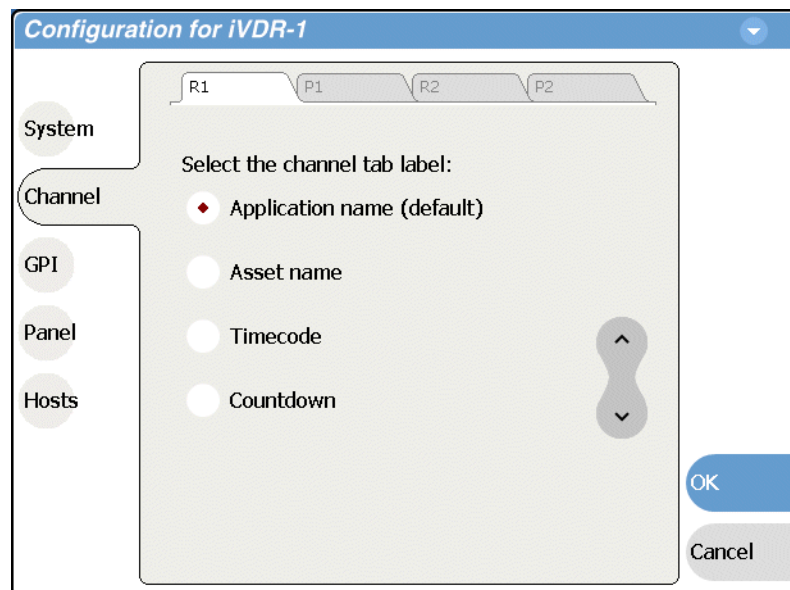 Configuration for iVDR-1
R1 P1 R2 P2
System
Channel
GPI
Panel
Hosts
Select the channel tab label:
Application name (default)
Asset name
Timecode
Countdown
OK
Cancel